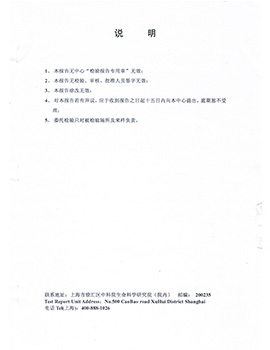 说 明
1、本报告无中心“检验报告专用章”无效；
2、本报告无检验、审核、批准人员签字无效；
3、本报告涂改无效；
4、对本报告若有异议，应于收到报告之日起十五日内向本中心提出，逾期恕不受
理；
5、委托检验只对被检验施所及来样负责。
联系地址：上海市徐汇区中科院生命科学研究院（院内） 邮编： 200235
Test Report Unit Address：No.500 CaoBao road XuHui District Shanghai
电话 Tel(上海)：400-888-1026